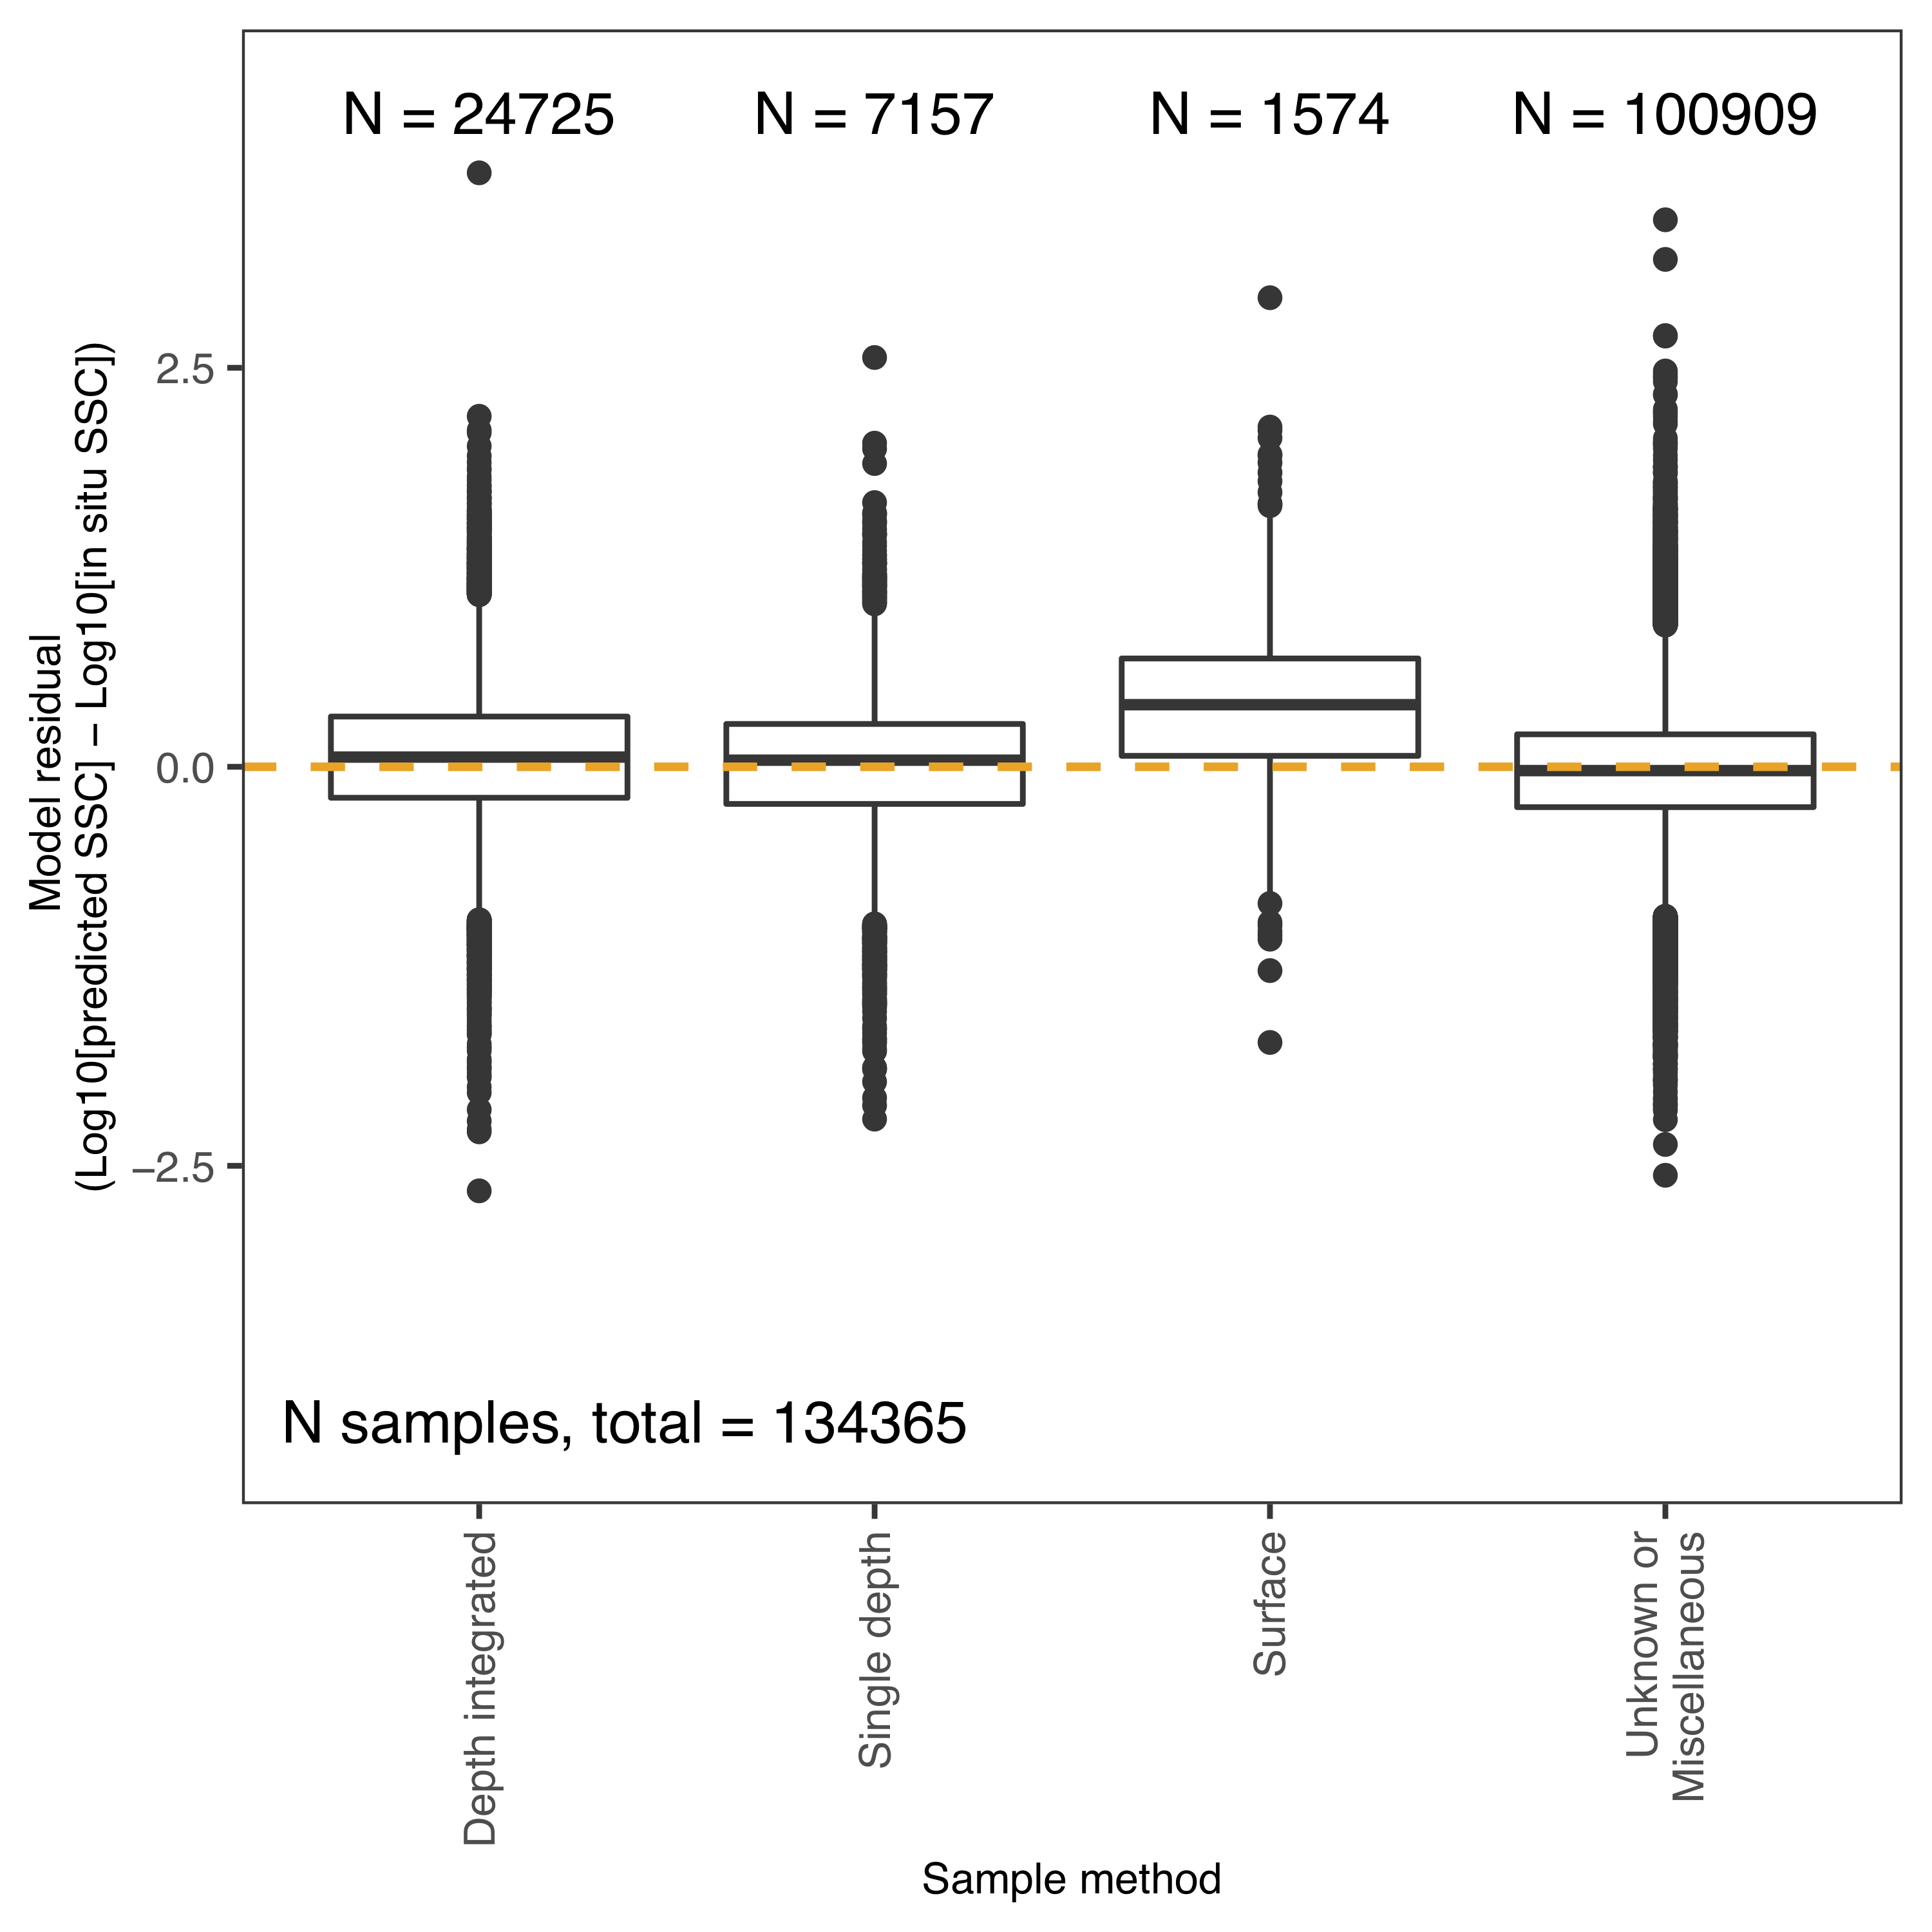 N = 24725
N = 7157
N = 1574
N = 100909
Model residual
(Log10[predicted SSC] − Log10[in situ SSC])
2.5
0.0
−2.5
N samples, total = 134365
Depth integrated
Single depth
Surface
Unknown or
Miscellaneous
Sample method